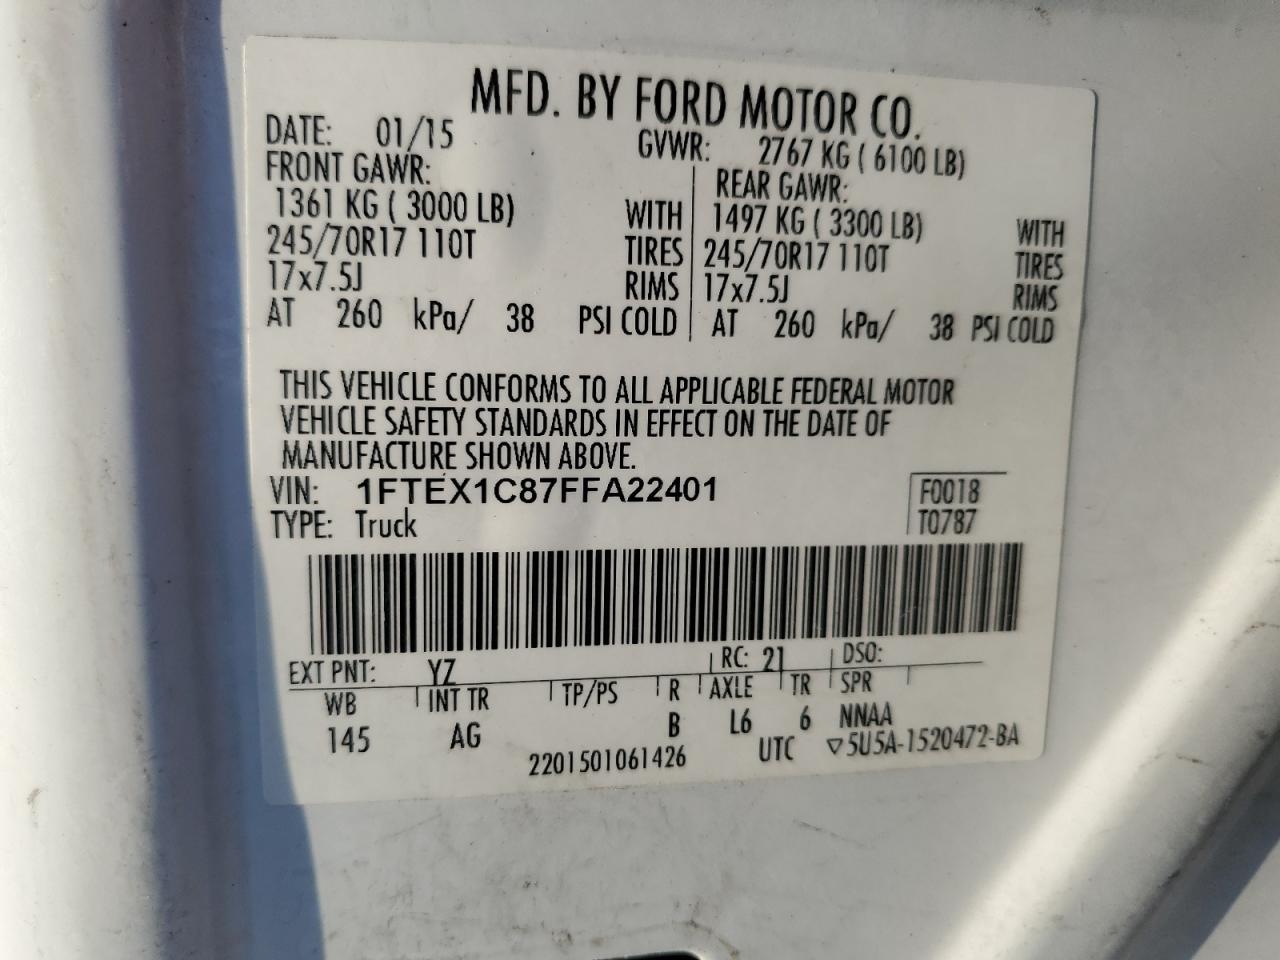 MFD. BY FORD MOTOR CO.
DATE: 01/15 GVWR: 2767 KG ( 6100 LB)
FRONT GAWR: REAR GAWR:
1361 KG ( 3000 LB) WITH 1497 KG ( 3300 LB) WITH
245/70R17 110T TIRES 245/70R17 110T TIRES
17x7.5J RIMS 17x7.5J RIMS
AT 260 kPa/ 38 PSI COLD AT 260 kPa/ 38 PSI COLD
THIS VEHICLE CONFORMS TO ALL APPLICABLE FEDERAL MOTOR
VEHICLE SAFETY STANDARDS IN EFFECT ON THE DATE OF
MANUFACTURE SHOWN ABOVE.
VIN: 1FTEX1C87FFA22401 F0018
TYPE: Truck T0787
EXT PNT: YZ RC: 21 DSO:
WB INT TR TP/PS R AXLE TR SPR
145 AG B L6 6 NNAA
2201501061426 UTC ▽5U5A-1520472-BA